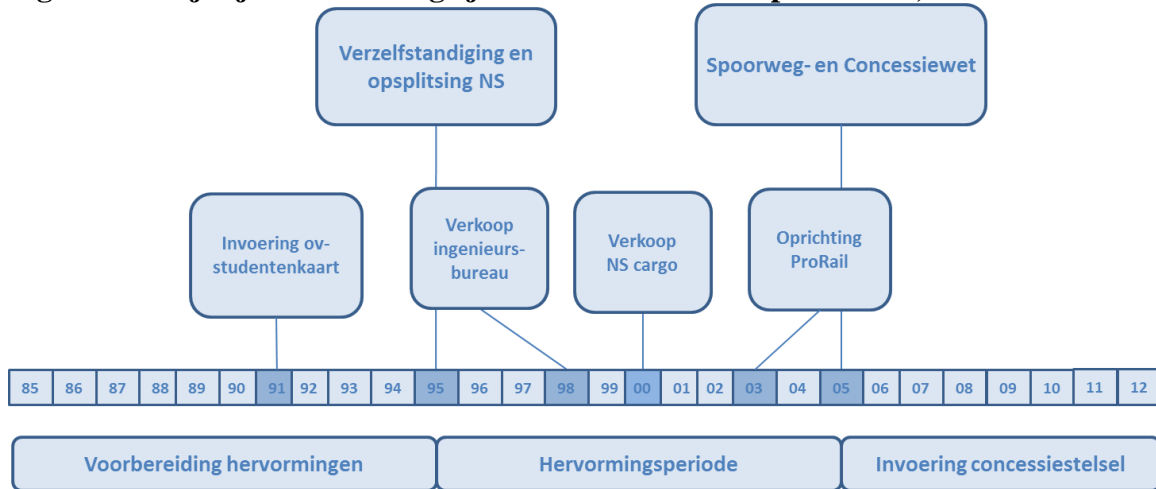 Verzelfstandiging en
opsplitsing NS
Spoorweg- en Concessiewet
Invoering ov-
studentenkaart
Verkoop
ingenieurs-
bureau
Verkoop
NS cargo
Oprichting
ProRail
85 86 87 88 89 90 91 92 93 94 95 96 97 98 99 00 01 02 03 04 05 06 07 08 09 10 11 12
Voorbereiding hervormingen
Hervormingsperiode
Invoering concessiestelsel